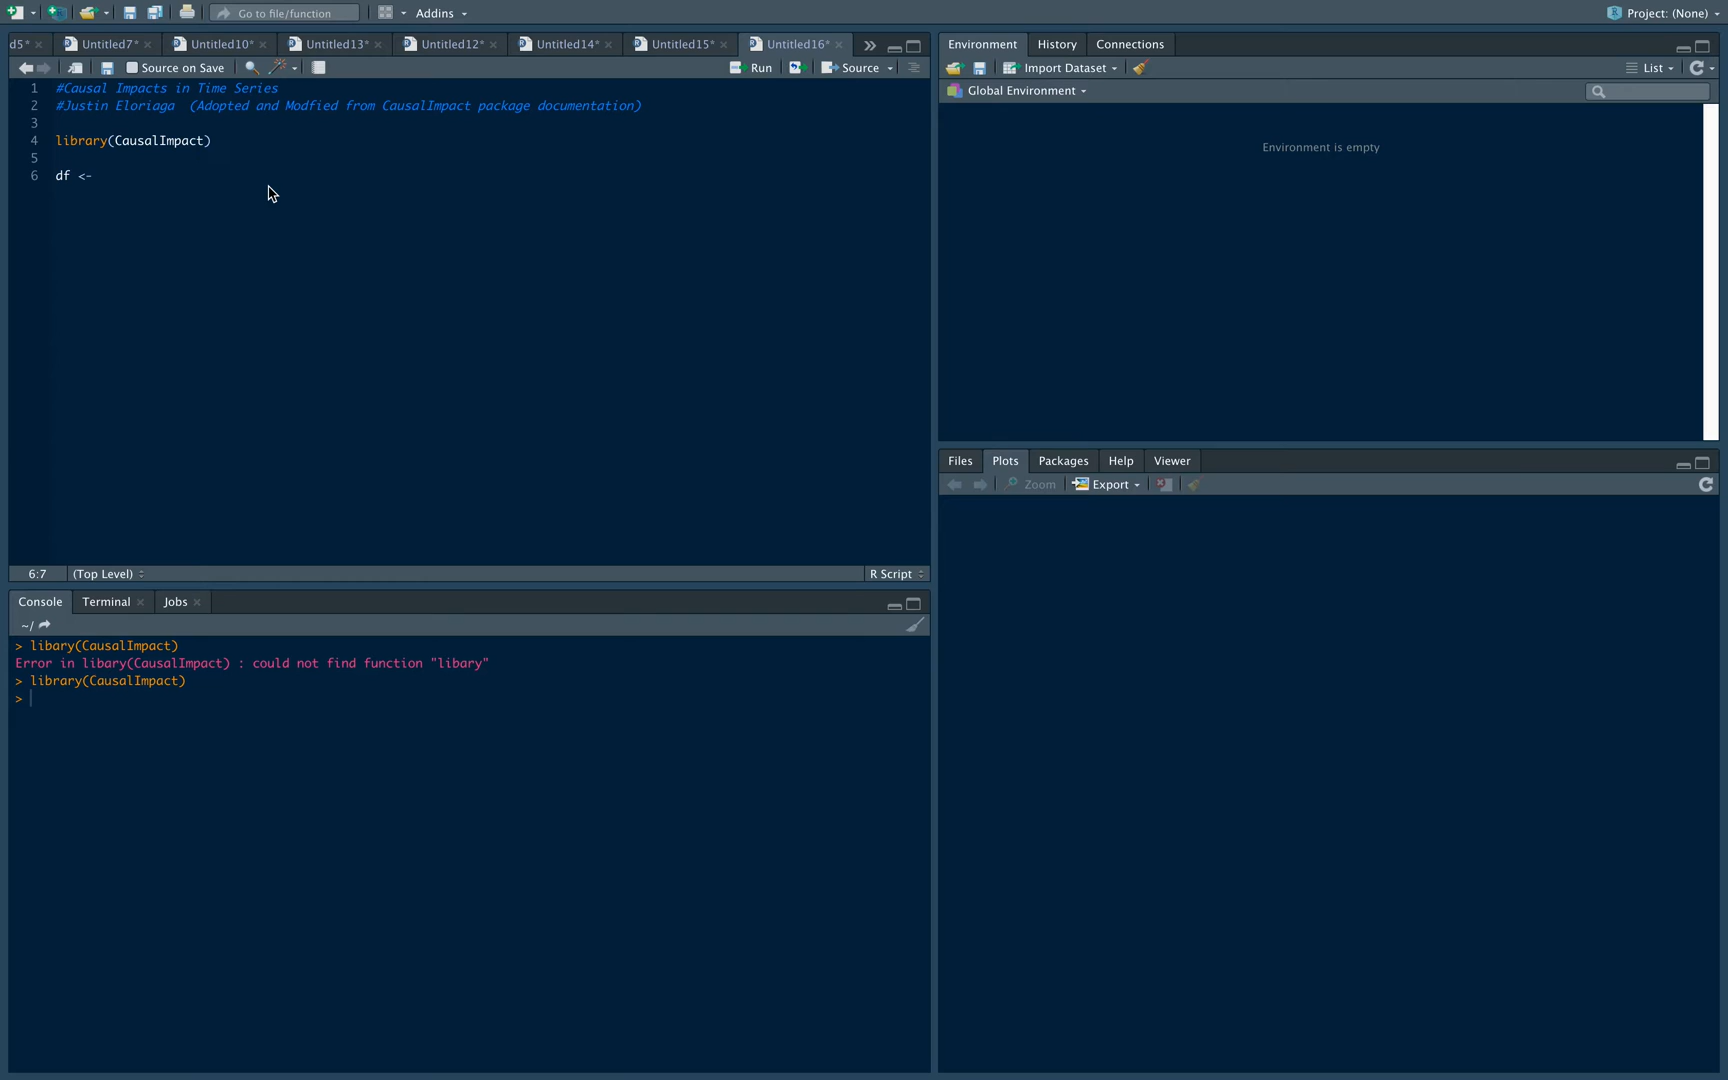 Go to file/function
Addins
Project: (None)
d5*
Untitled7*
Untitled10*
Untitled13*
Untitled12*
Untitled14*
Untitled15*
Untitled16*
Source on Save
Run
Source
1 #Causal Impacts in Time Series
2 #Justin Eloriaga  (Adopted and Modfied from CausalImpact package documentation)
3
4 library(CausalImpact)
5
6 df <-
6:7
(Top Level)
R Script
Console
Terminal
Jobs
~/
> libary(CausalImpact)
Error in libary(CausalImpact) : could not find function "libary"
> library(CausalImpact)
>
Environment
History
Connections
Import Dataset
List
Global Environment
Environment is empty
Files
Plots
Packages
Help
Viewer
Zoom
Export